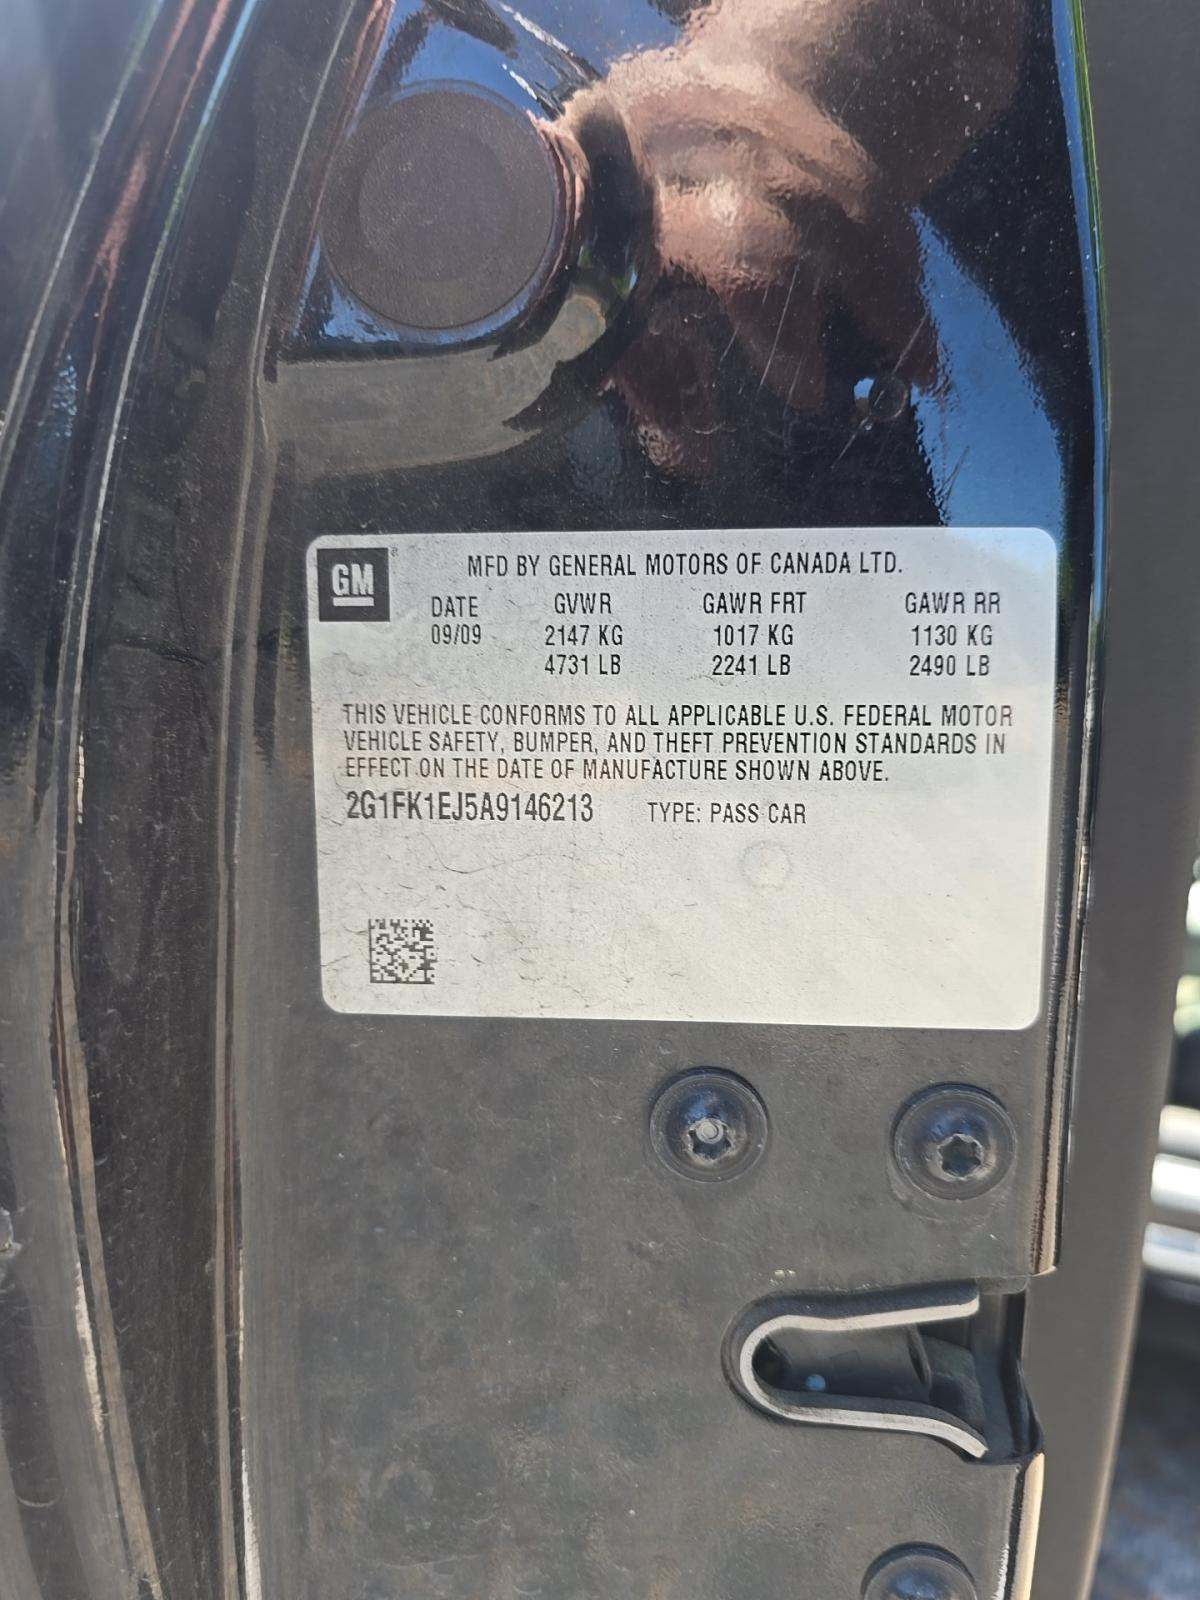 GM®
MFD BY GENERAL MOTORS OF CANADA LTD.
DATE GVWR GAWR FRT GAWR RR
09/09 2147 KG 1017 KG 1130 KG
4731 LB 2241 LB 2490 LB
THIS VEHICLE CONFORMS TO ALL APPLICABLE U.S. FEDERAL MOTOR
VEHICLE SAFETY, BUMPER, AND THEFT PREVENTION STANDARDS IN
EFFECT ON THE DATE OF MANUFACTURE SHOWN ABOVE.
2G1FK1EJ5A9146213 TYPE: PASS CAR